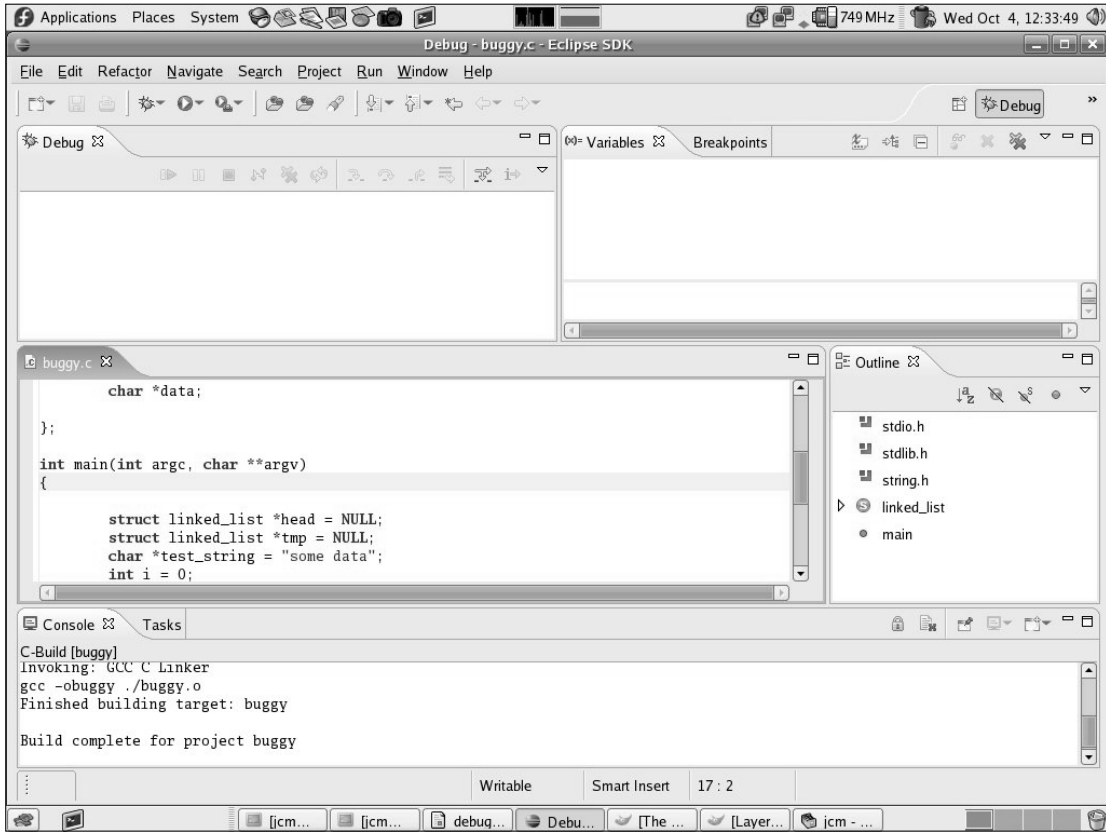 Applications Places System 749 MHz Wed Oct 4, 12:33:49
Debug - buggy.c - Eclipse SDK
File Edit Refactor Navigate Search Project Run Window Help
Debug »
Debug
(x)= Variables Breakpoints
buggy.c
char *data;
};
int main(int argc, char **argv)
{
struct linked_list *head = NULL;
struct linked_list *tmp = NULL;
char *test_string = "some data";
int i = 0;
Outline
stdio.h
stdlib.h
string.h
S linked_list
main
Console Tasks
C-Build [buggy]
Invoking: GCC C Linker
gcc -obuggy ./buggy.o
Finished building target: buggy
Build complete for project buggy
Writable Smart Insert 17 : 2
[jcm... [jcm... debug... Debu... [The ... [Layer... jcm - ...